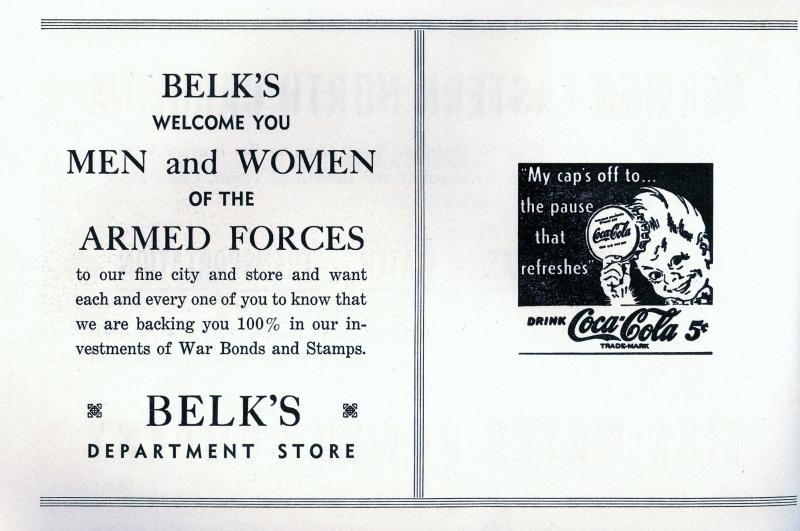 BELK'S
WELCOME YOU
MEN and WOMEN
OF THE
ARMED FORCES
to our fine city and store and want
each and every one of you to know that
we are backing you 100% in our in-
vestments of War Bonds and Stamps.
BELK'S
DEPARTMENT STORE
"My cap's off to...
the pause
that
refreshes"
Coca-Cola
DRINK Coca-Cola 5¢
TRADE-MARK